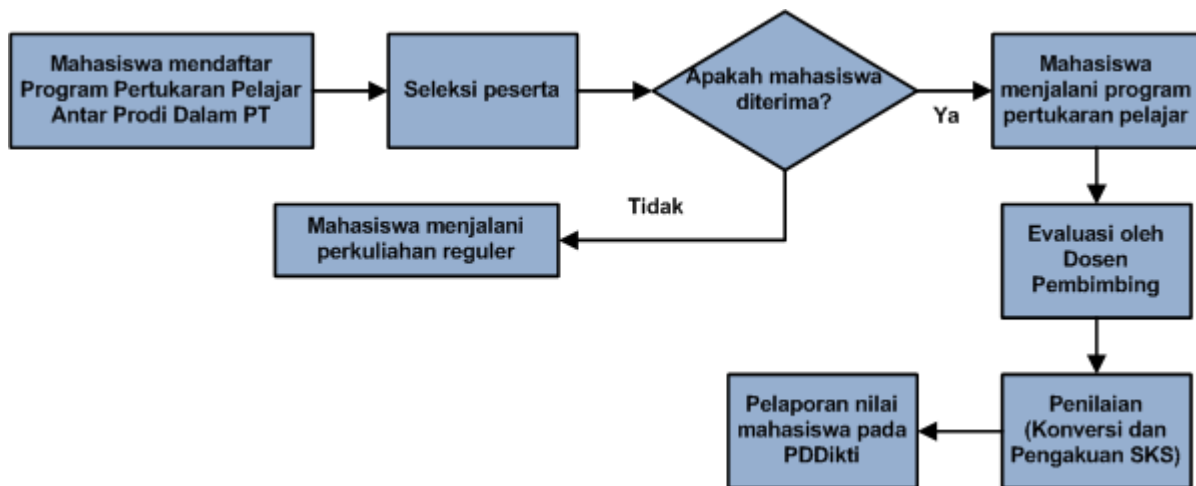 Mahasiswa mendaftar
Program Pertukaran Pelajar
Antar Prodi Dalam PT
Seleksi peserta
Apakah mahasiswa
diterima?
Ya
Mahasiswa
menjalani program
pertukaran pelajar
Tidak
Mahasiswa menjalani
perkuliahan reguler
Evaluasi oleh
Dosen
Pembimbing
Penilaian
(Konversi dan
Pengakuan SKS)
Pelaporan nilai
mahasiswa pada
PDDikti